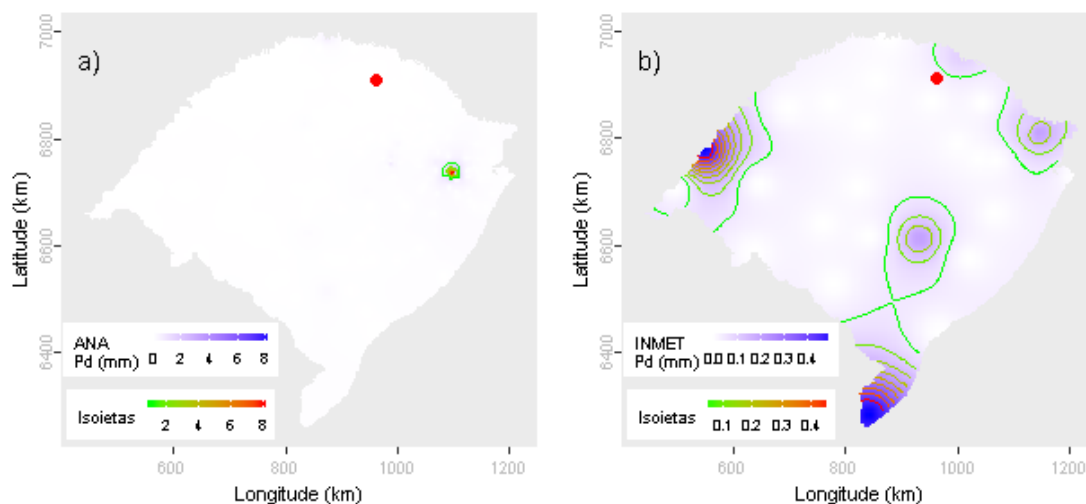 a)
7000
6800
6600
6400
Latitude (km)
ANA
Pd (mm)
0 2 4 6 8
Isoietas
2 4 6 8
600 800 1000 1200
Longitude (km)
b)
7000
6800
6600
6400
Latitude (km)
INMET
Pd (mm)
0.0 0.1 0.2 0.3 0.4
Isoietas
0.1 0.2 0.3 0.4
600 800 1000 1200
Longitude (km)